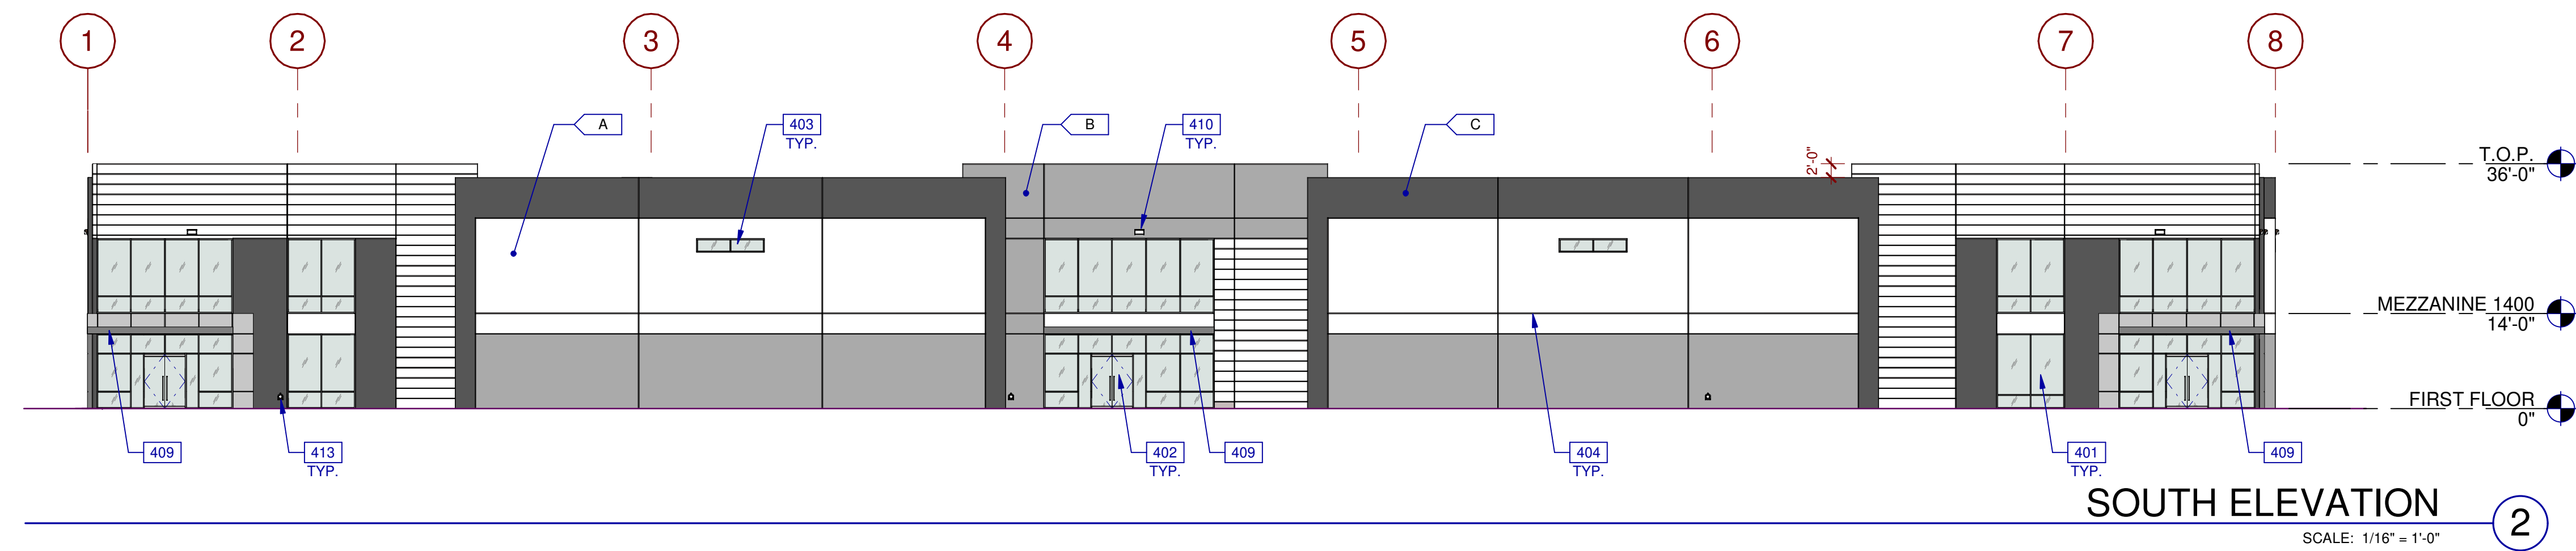 1 2 3 4 5 6 7 8
A 403 B 410 C
TYP. TYP.
2'-0"
T.O.P.
36'-0"
MEZZANINE 1400
14'-0"
FIRST FLOOR
0"
409 413 402 409 404 401 409
TYP. TYP. TYP. TYP.
SOUTH ELEVATION
2
SCALE: 1/16" = 1'-0"